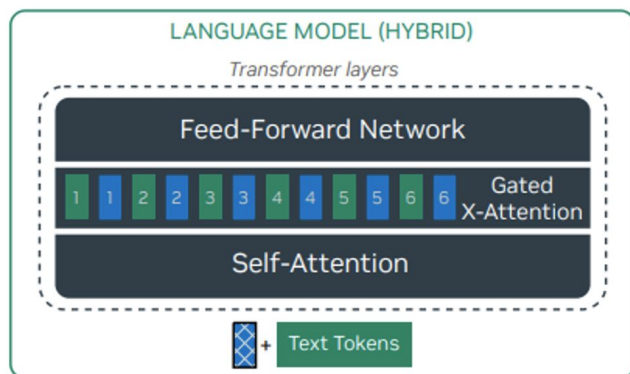 LANGUAGE MODEL (HYBRID)
Transformer layers
Feed-Forward Network
1 1 2 2 3 3 4 4 5 5 6 6 Gated
X-Attention
Self-Attention
+ Text Tokens